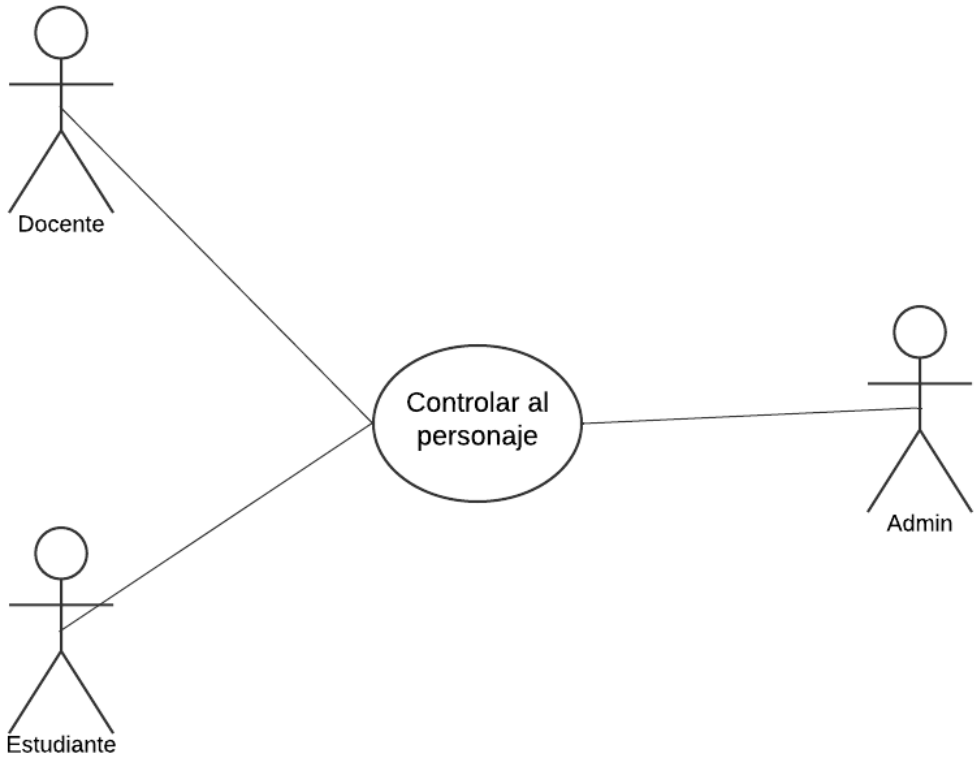 Docente
Controlar al
personaje
Admin
Estudiante